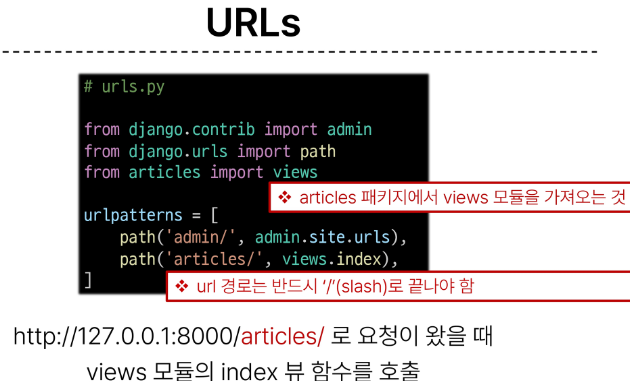 URLs
# urls.py
from django.contrib import admin
from django.urls import path
from articles import views
❖ articles 패키지에서 views 모듈을 가져오는 것
urlpatterns = [
path('admin/', admin.site.urls),
path('articles/', views.index),
]
❖ url 경로는 반드시 ‘/’(slash)로 끝나야 함
http://127.0.0.1:8000/articles/ 로 요청이 왔을 때
views 모듈의 index 뷰 함수를 호출